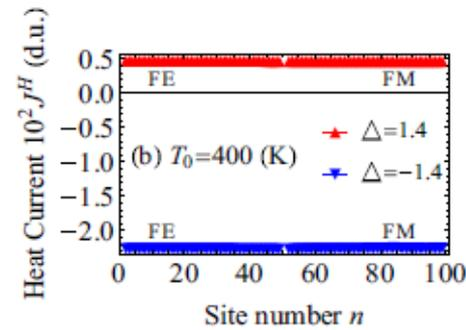 Heat Current 10² J^H (d.u.)
0.5
FE FM
0.0
−0.5
▲ △=1.4
−1.0 (b) T₀=400 (K)
▼ △=−1.4
−1.5
−2.0 FE FM
0 20 40 60 80 100
Site number n